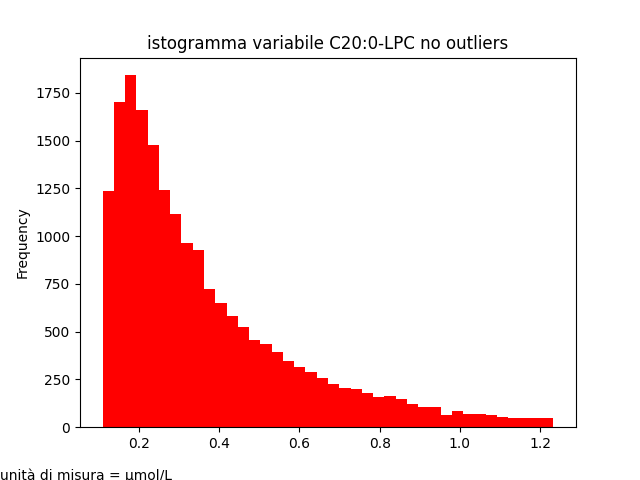 istogramma variabile C20:0-LPC no outliers
1750
1500
1250
1000
750
500
250
0
Frequency
0.2 0.4 0.6 0.8 1.0 1.2
unità di misura = μmol/L